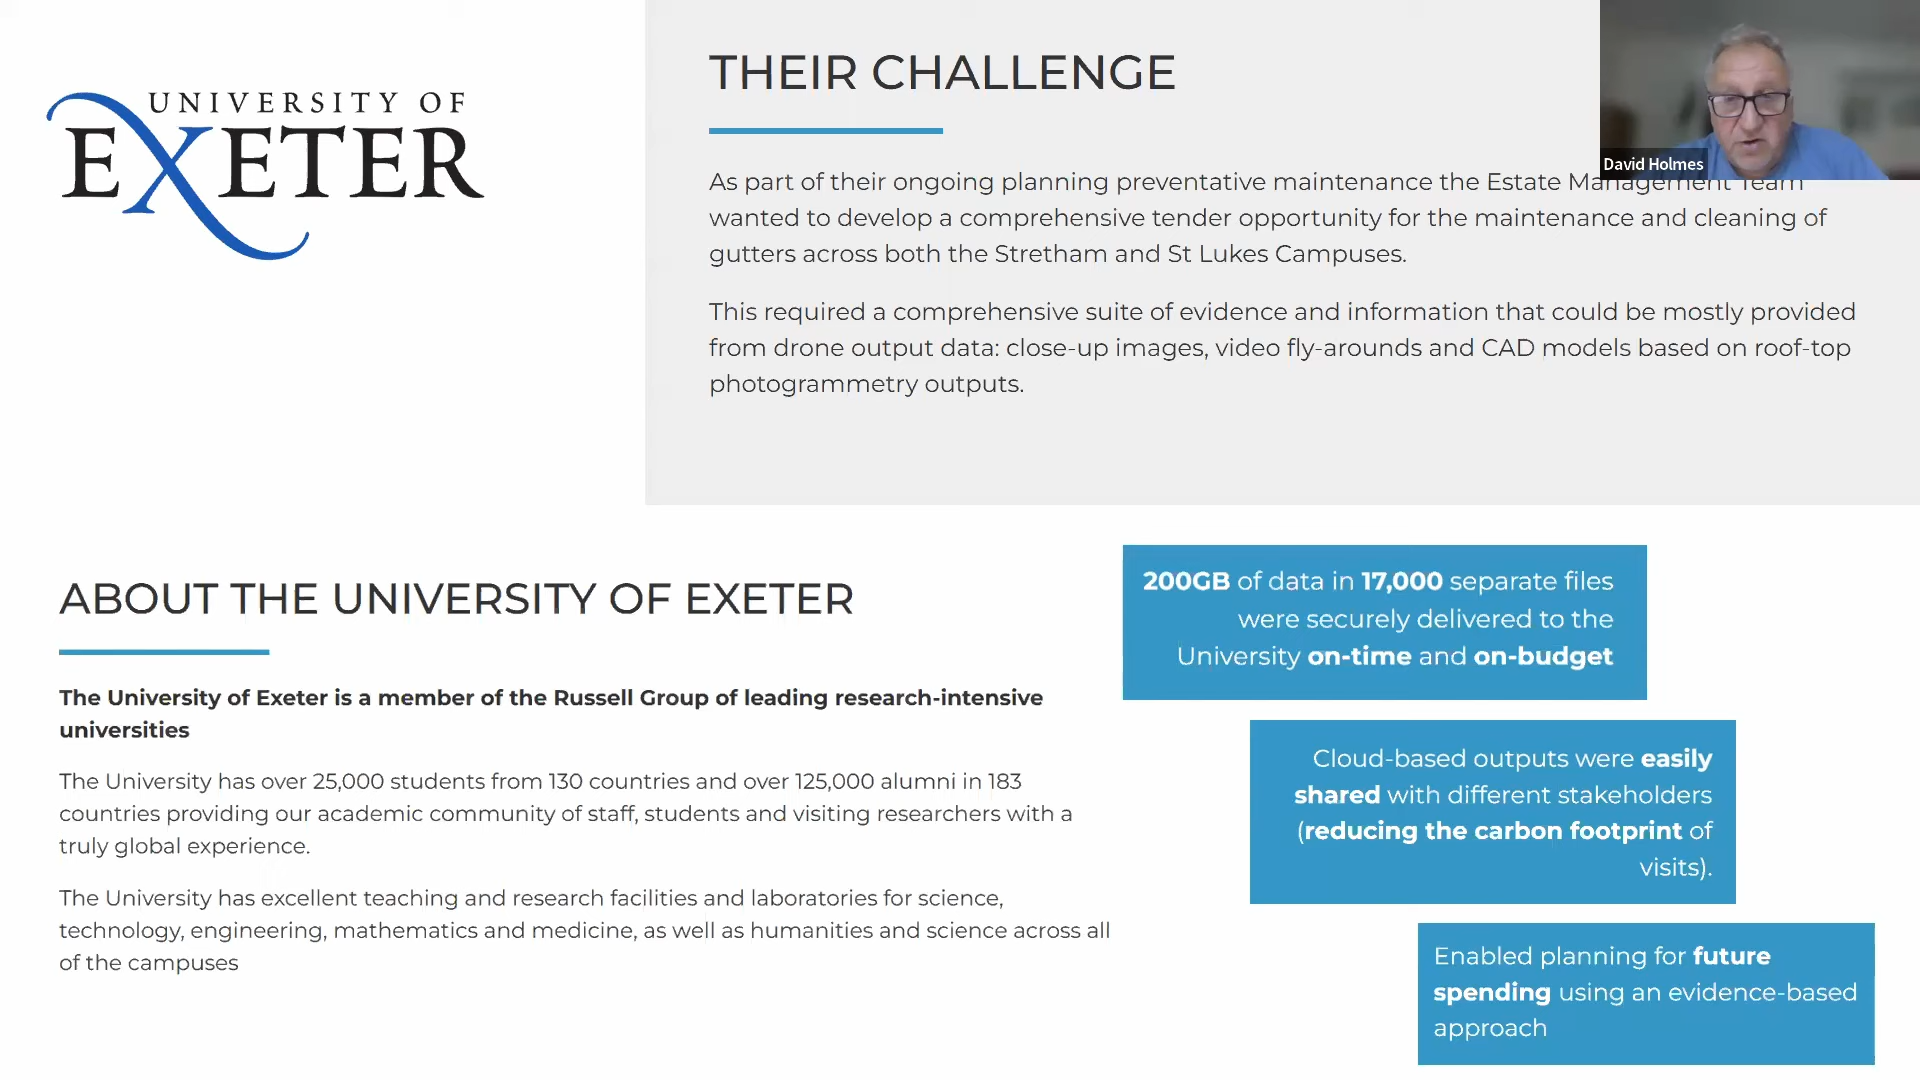 UNIVERSITY OF
EXETER
THEIR CHALLENGE
David Holmes
As part of their ongoing planning preventative maintenance the Estate Management Team
wanted to develop a comprehensive tender opportunity for the maintenance and cleaning of
gutters across both the Stretham and St Lukes Campuses.
This required a comprehensive suite of evidence and information that could be mostly provided
from drone output data: close-up images, video fly-arounds and CAD models based on roof-top
photogrammetry outputs.
ABOUT THE UNIVERSITY OF EXETER
The University of Exeter is a member of the Russell Group of leading research-intensive
universities
The University has over 25,000 students from 130 countries and over 125,000 alumni in 183
countries providing our academic community of staff, students and visiting researchers with a
truly global experience.
The University has excellent teaching and research facilities and laboratories for science,
technology, engineering, mathematics and medicine, as well as humanities and science across all
of the campuses
200GB of data in 17,000 separate files
were securely delivered to the
University on-time and on-budget
Cloud-based outputs were easily
shared with different stakeholders
(reducing the carbon footprint of
visits).
Enabled planning for future
spending using an evidence-based
approach